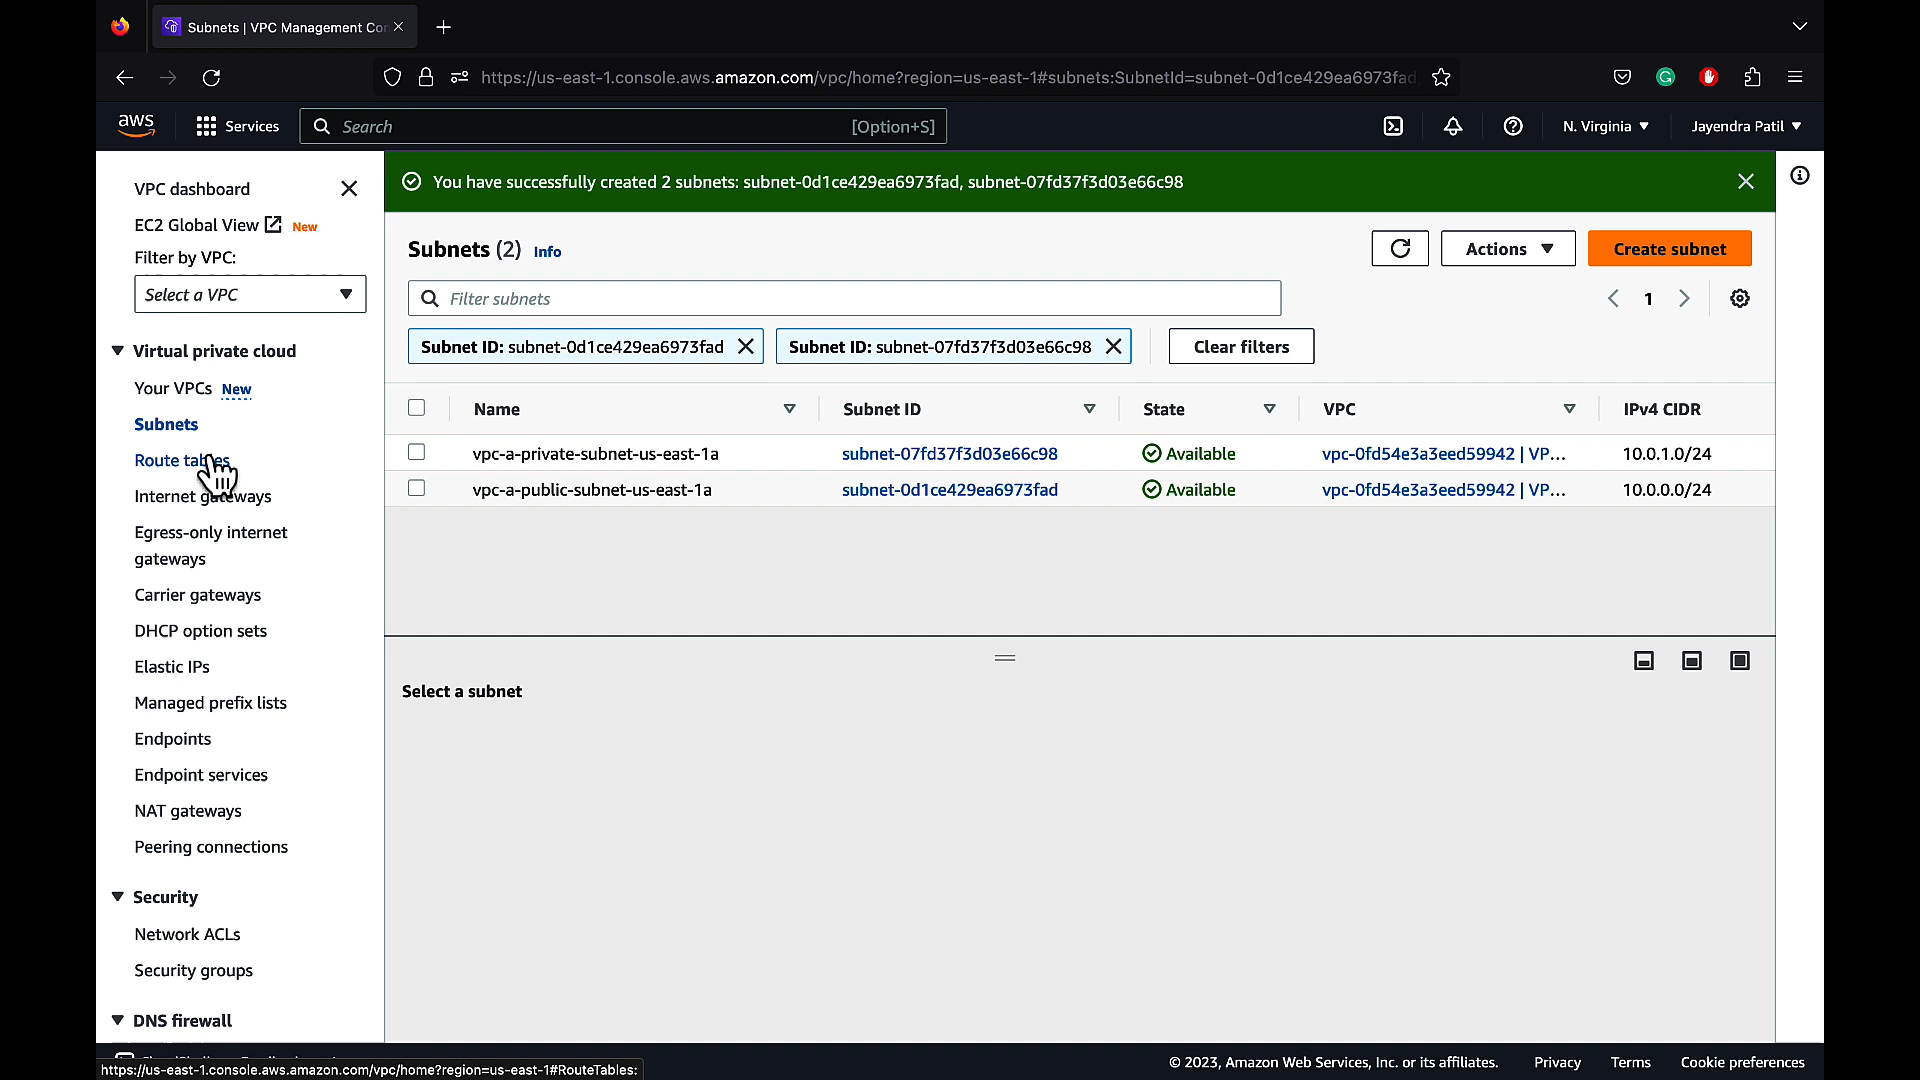 Subnets | VPC Management Con
https://us-east-1.console.aws.amazon.com/vpc/home?region=us-east-1#subnets:SubnetId=subnet-0d1ce429ea6973fad,
aws
Services
Search
[Option+S]
N. Virginia
Jayendra Patil
VPC dashboard
EC2 Global View New
Filter by VPC:
Select a VPC
Virtual private cloud
Your VPCs New
Subnets
Route tables
Internet gateways
Egress-only internet
gateways
Carrier gateways
DHCP option sets
Elastic IPs
Managed prefix lists
Endpoints
Endpoint services
NAT gateways
Peering connections
Security
Network ACLs
Security groups
DNS firewall
You have successfully created 2 subnets: subnet-0d1ce429ea6973fad, subnet-07fd37f3d03e66c98
Subnets (2) Info
Actions
Create subnet
Filter subnets
1
Subnet ID: subnet-0d1ce429ea6973fad
Subnet ID: subnet-07fd37f3d03e66c98
Clear filters
Name Subnet ID State VPC IPv4 CIDR
vpc-a-private-subnet-us-east-1a subnet-07fd37f3d03e66c98 Available vpc-0fd54e3a3eed59942 | VP... 10.0.1.0/24
vpc-a-public-subnet-us-east-1a subnet-0d1ce429ea6973fad Available vpc-0fd54e3a3eed59942 | VP... 10.0.0.0/24
Select a subnet
https://us-east-1.console.aws.amazon.com/vpc/home?region=us-east-1#RouteTables:
© 2023, Amazon Web Services, Inc. or its affiliates.
Privacy
Terms
Cookie preferences